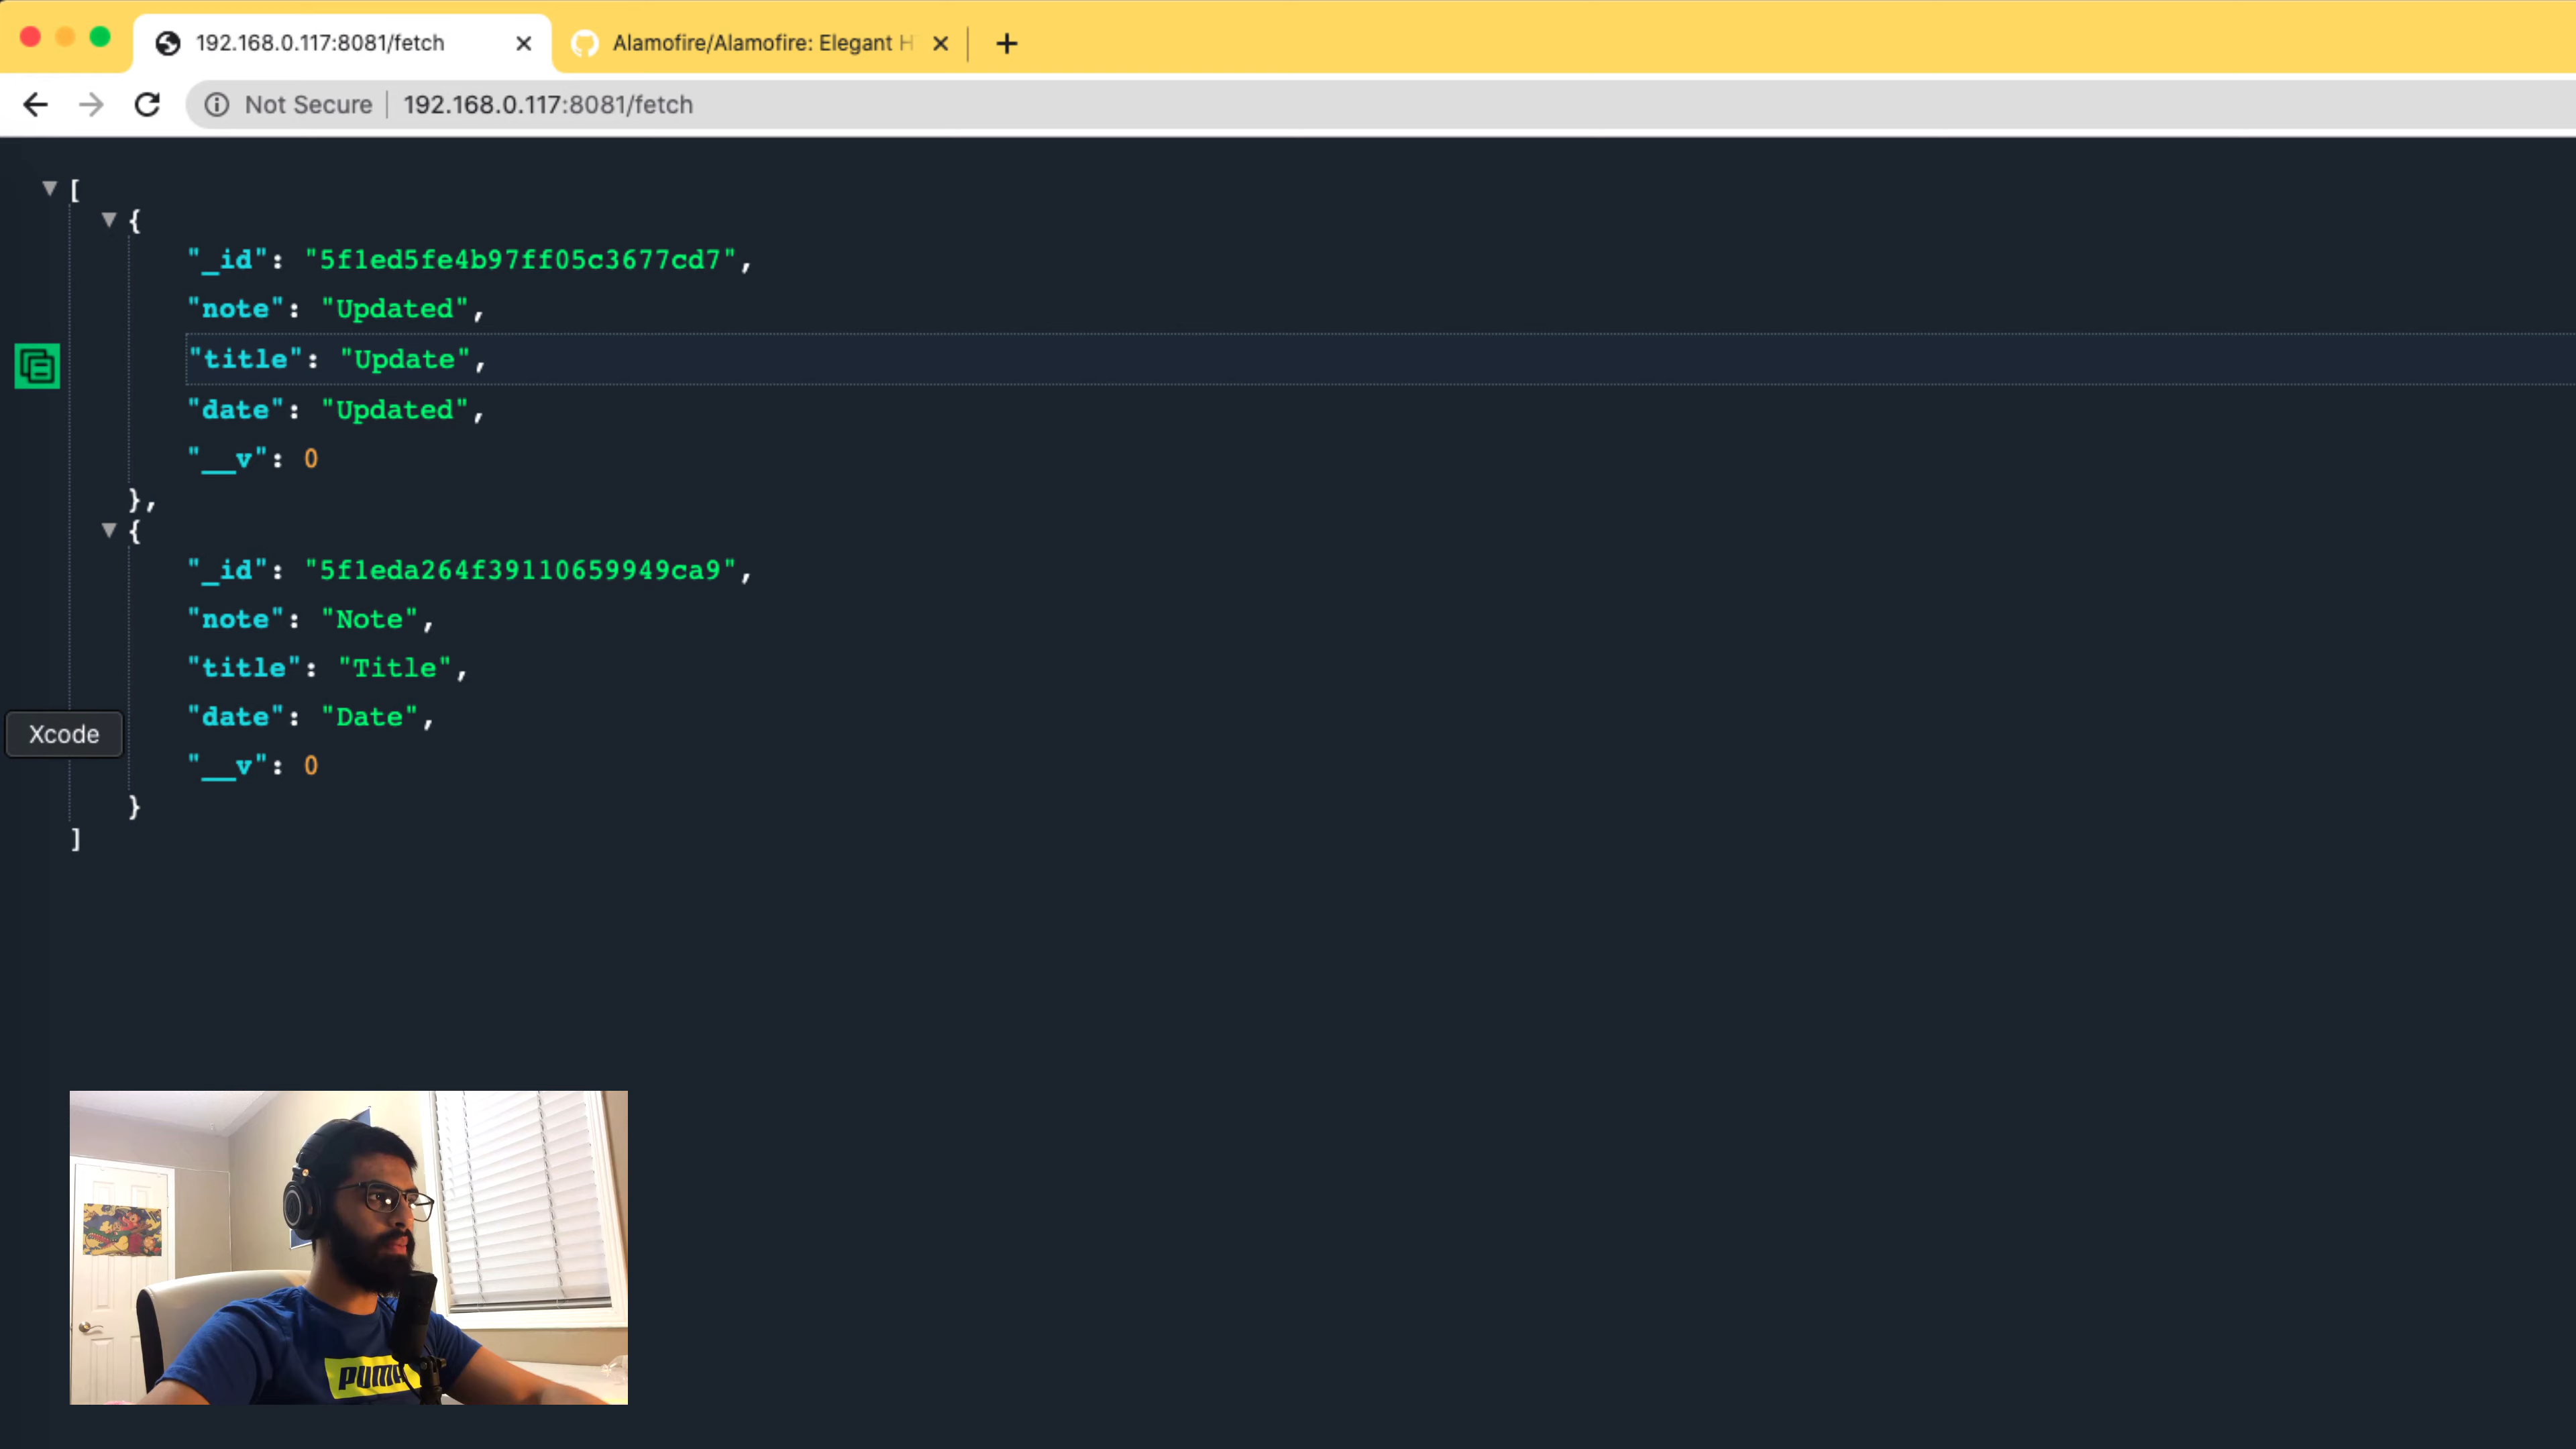 192.168.0.117:8081/fetch
Alamofire/Alamofire: Elegant H
Not Secure | 192.168.0.117:8081/fetch
[
{
"_id": "5f1ed5fe4b97ff05c3677cd7",
"note": "Updated",
"title": "Update",
"date": "Updated",
"__v": 0
},
{
"_id": "5f1eda264f39110659949ca9",
"note": "Note",
"title": "Title",
"date": "Date",
Xcode
"__v": 0
}
]
PUMA